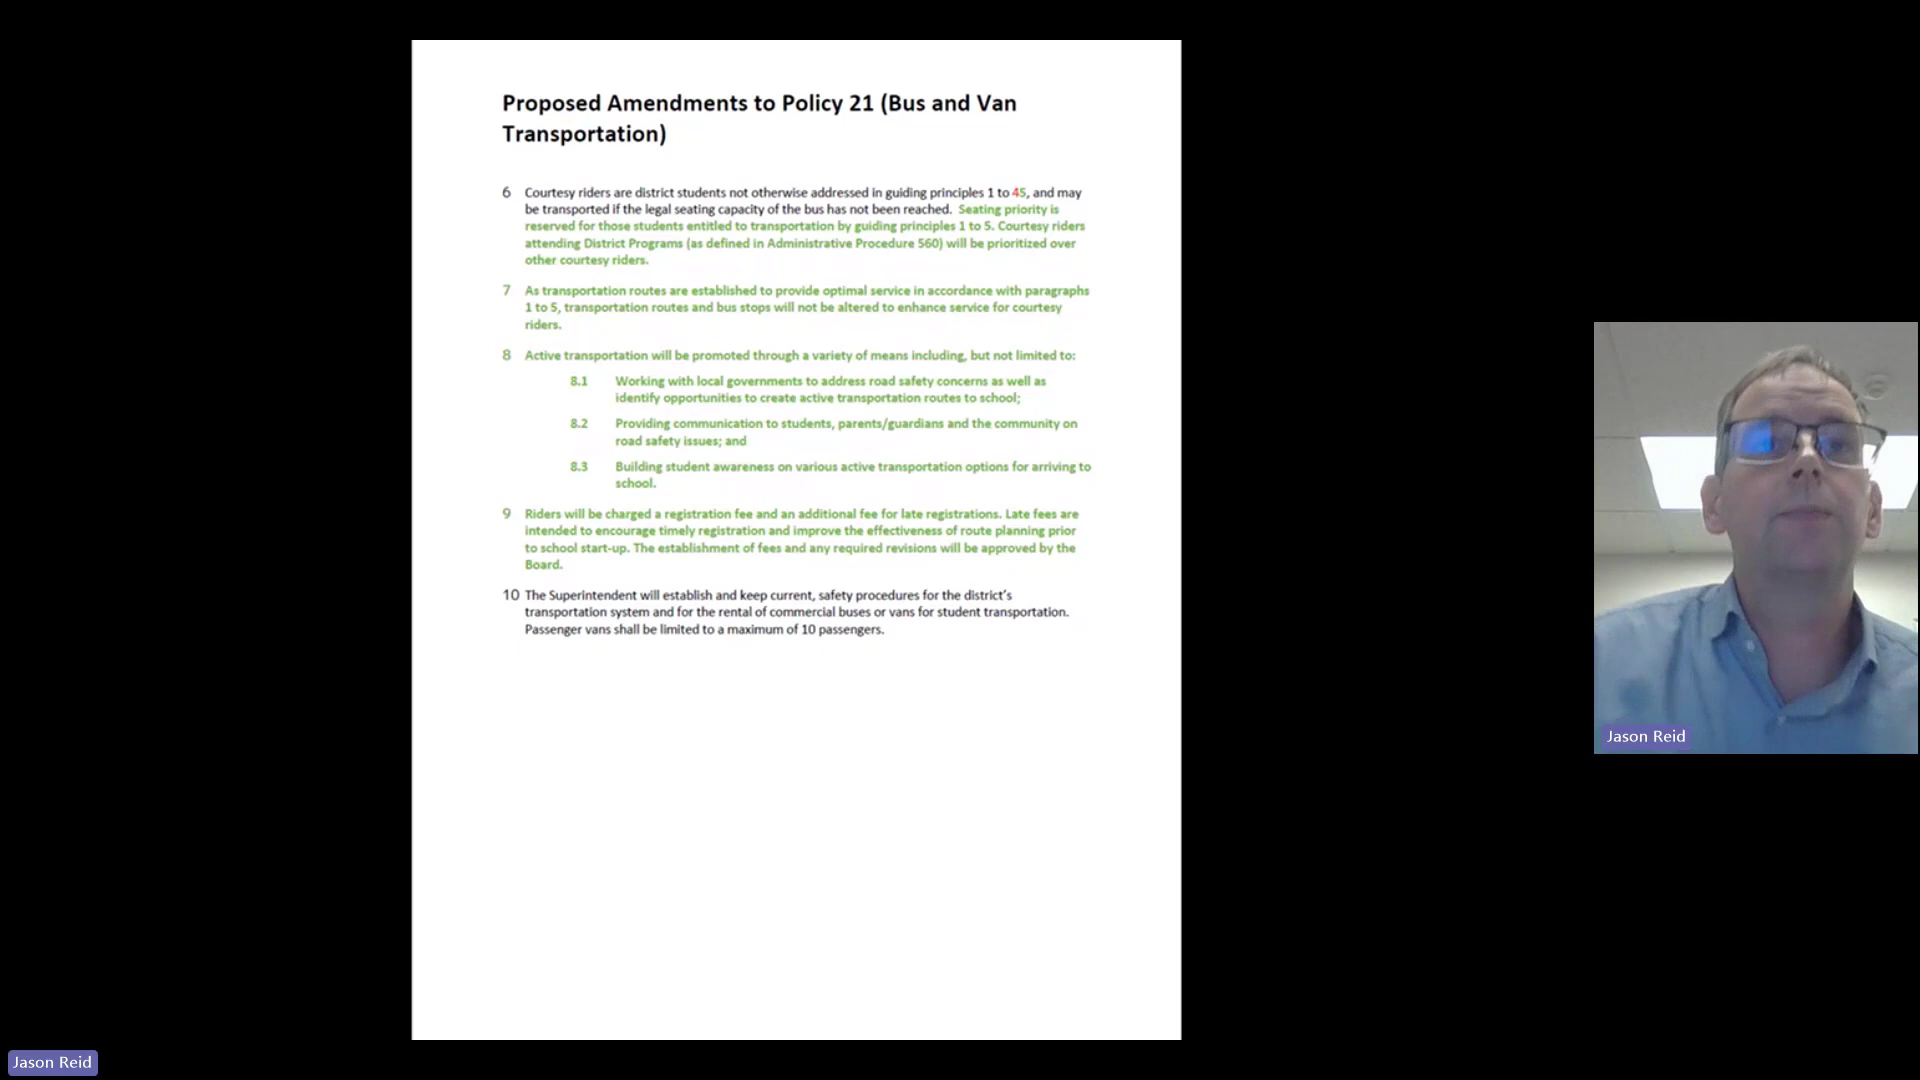 Proposed Amendments to Policy 21 (Bus and Van
Transportation)
6 Courtesy riders are district students not otherwise addressed in guiding principles 1 to 45, and may
be transported if the legal seating capacity of the bus has not been reached. Seating priority is
reserved for those students entitled to transportation by guiding principles 1 to 5. Courtesy riders
attending District Programs (as defined in Administrative Procedure 560) will be prioritized over
other courtesy riders.
7 As transportation routes are established to provide optimal service in accordance with paragraphs
1 to 5, transportation routes and bus stops will not be altered to enhance service for courtesy
riders.
8 Active transportation will be promoted through a variety of means including, but not limited to:
8.1 Working with local governments to address road safety concerns as well as
identify opportunities to create active transportation routes to school;
8.2 Providing communication to students, parents/guardians and the community on
road safety issues; and
8.3 Building student awareness on various active transportation options for arriving to
school.
9 Riders will be charged a registration fee and an additional fee for late registrations. Late fees are
intended to encourage timely registration and improve the effectiveness of route planning prior
to school start-up. The establishment of fees and any required revisions will be approved by the
Board.
10 The Superintendent will establish and keep current, safety procedures for the district's
transportation system and for the rental of commercial buses or vans for student transportation.
Passenger vans shall be limited to a maximum of 10 passengers.
Jason Reid
Jason Reid